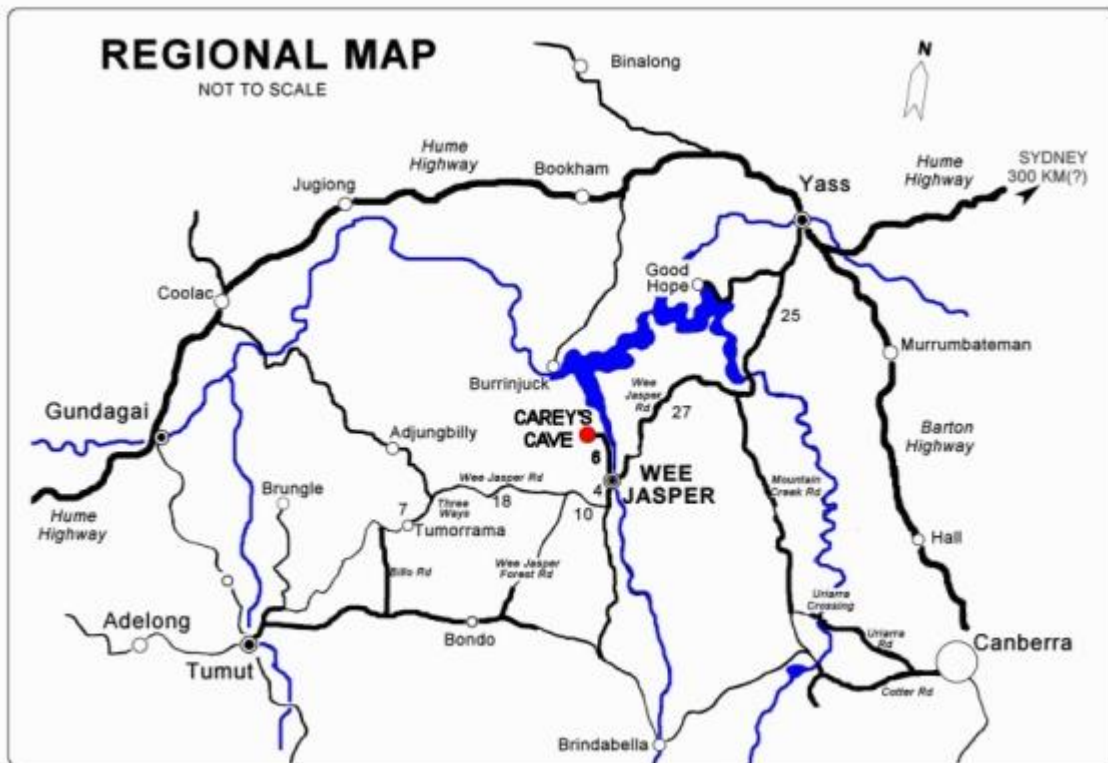 REGIONAL MAP
NOT TO SCALE
N
Binalong
Hume
Highway
Bookham
Jugiong
Yass
Hume
Highway
SYDNEY
300 KM(?)
Coolac
Good
Hope
25
Murrumbateman
Burrinjuck
Wee
Jasper
Rd
27
Gundagai
CAREY'S
CAVE
6
Barton
Highway
Adjungbilly
Wee Jasper Rd
WEE
JASPER
4
Mountain
Creek Rd
Brungle
7
Three
Ways
18
10
Tumorrama
Hume
Highway
Hall
Billo Rd
Wee Jasper
Forest Rd
Uriarra
Crossing
Adelong
Bondo
Uriarra
Rd
Canberra
Tumut
Cotter Rd
Brindabella